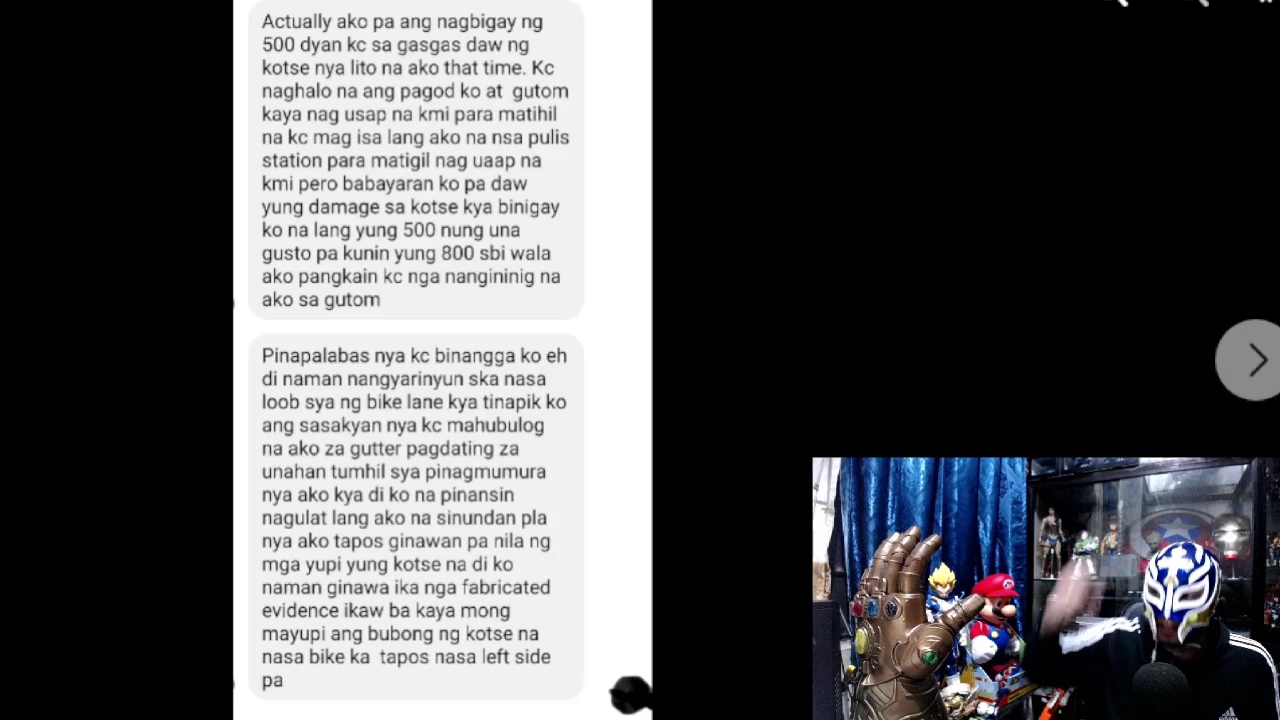 Actually ako pa ang nagbigay ng
500 dyan kc sa gasgas daw ng
kotse nya lito na ako that time. Kc
naghalo na ang pagod ko at gutom
kaya nag usap na kmi para matihil
na kc mag isa lang ako na nsa pulis
station para matigil nag uaap na
kmi pero babayaran ko pa daw
yung damage sa kotse kya binigay
ko na lang yung 500 nung una
gusto pa kunin yung 800 sbi wala
ako pangkain kc nga nangininig na
ako sa gutom
Pinapalabas nya kc binangga ko eh
di naman nangyarinyun ska nasa
loob sya ng bike lane kya tinapik ko
ang sasakyan nya kc mahubulog
na ako za gutter pagdating za
unahan tumhil sya pinagmumura
nya ako kya di ko na pinansin
nagulat lang ako na sinundan pla
nya ako tapos ginawan pa nila ng
mga yupi yung kotse na di ko
naman ginawa ika nga fabricated
evidence ikaw ba kaya mong
mayupi ang bubong ng kotse na
nasa bike ka tapos nasa left side
pa